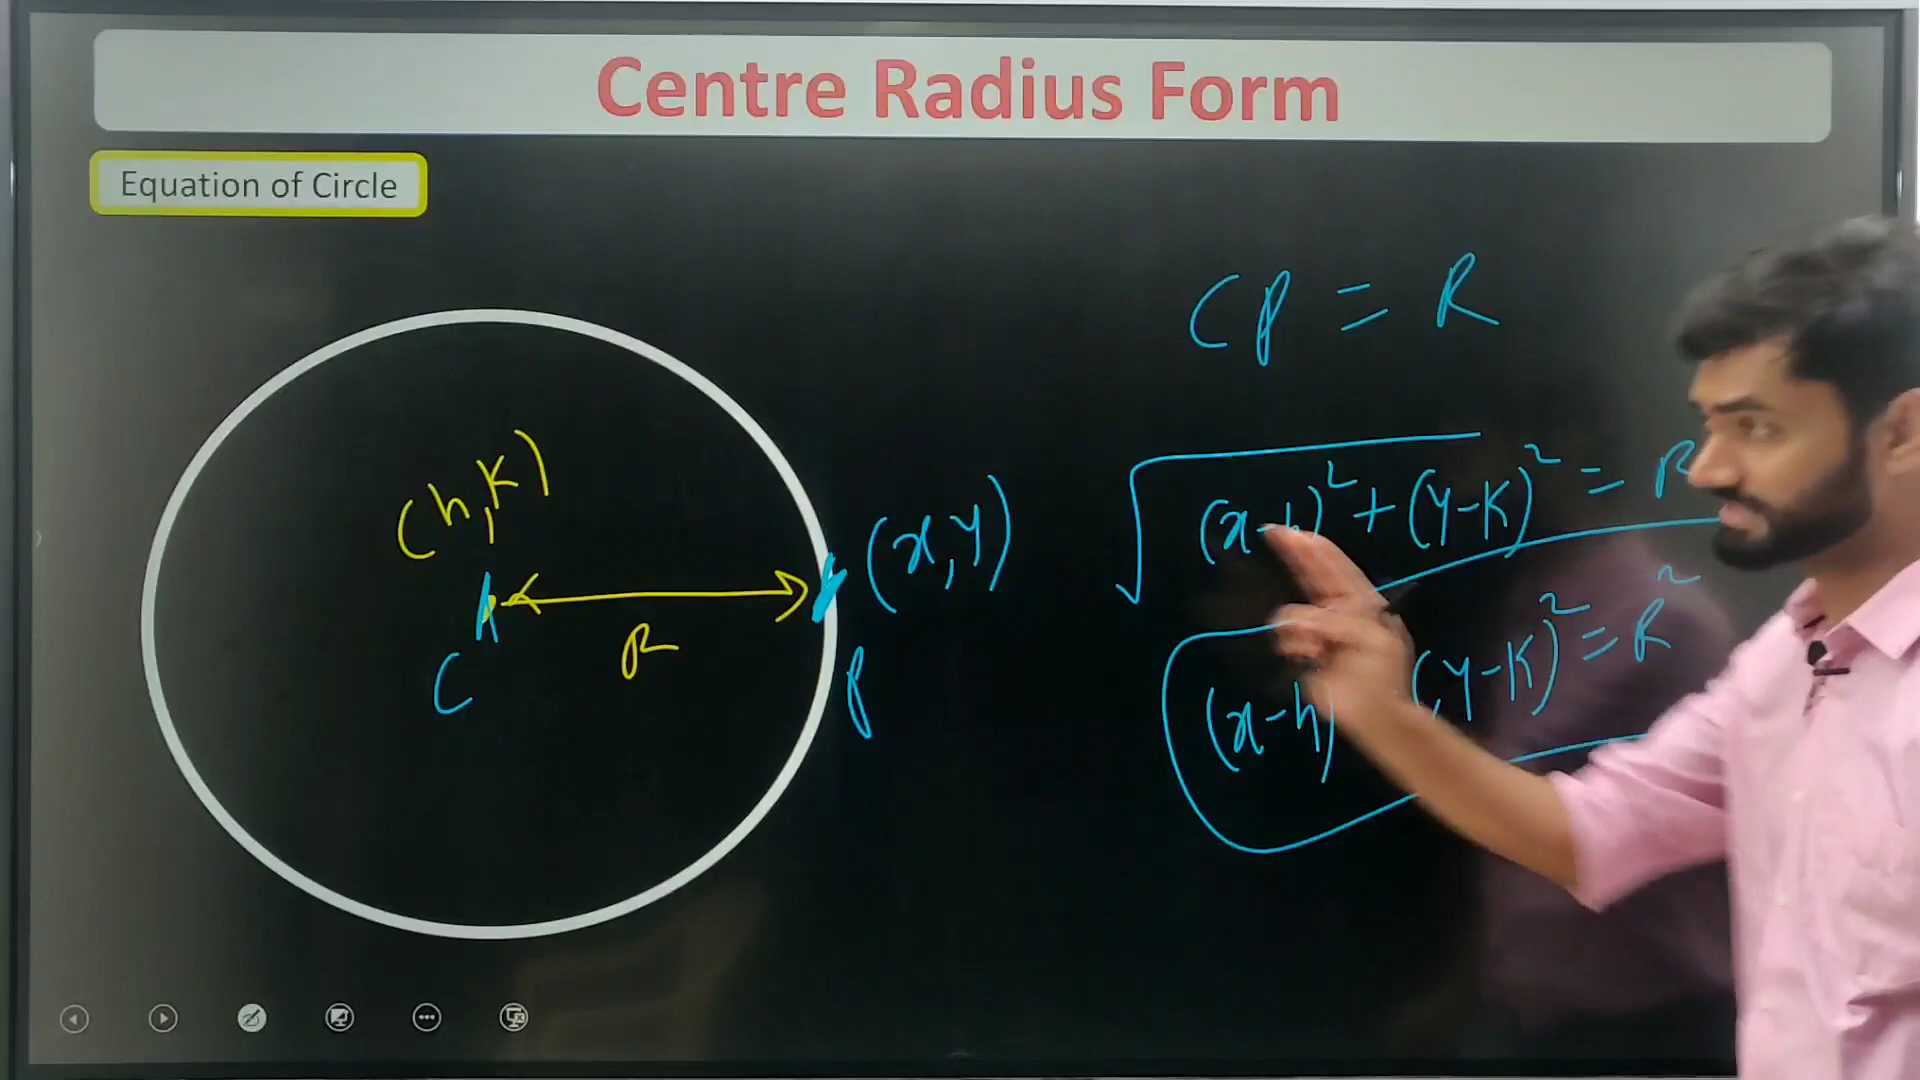 Centre Radius Form
Equation of Circle
CP = R
(h, K)
(x, y)
√(x-h)² + (y-K)² = R
R
C
P
(x-h) (y-K)² = R²